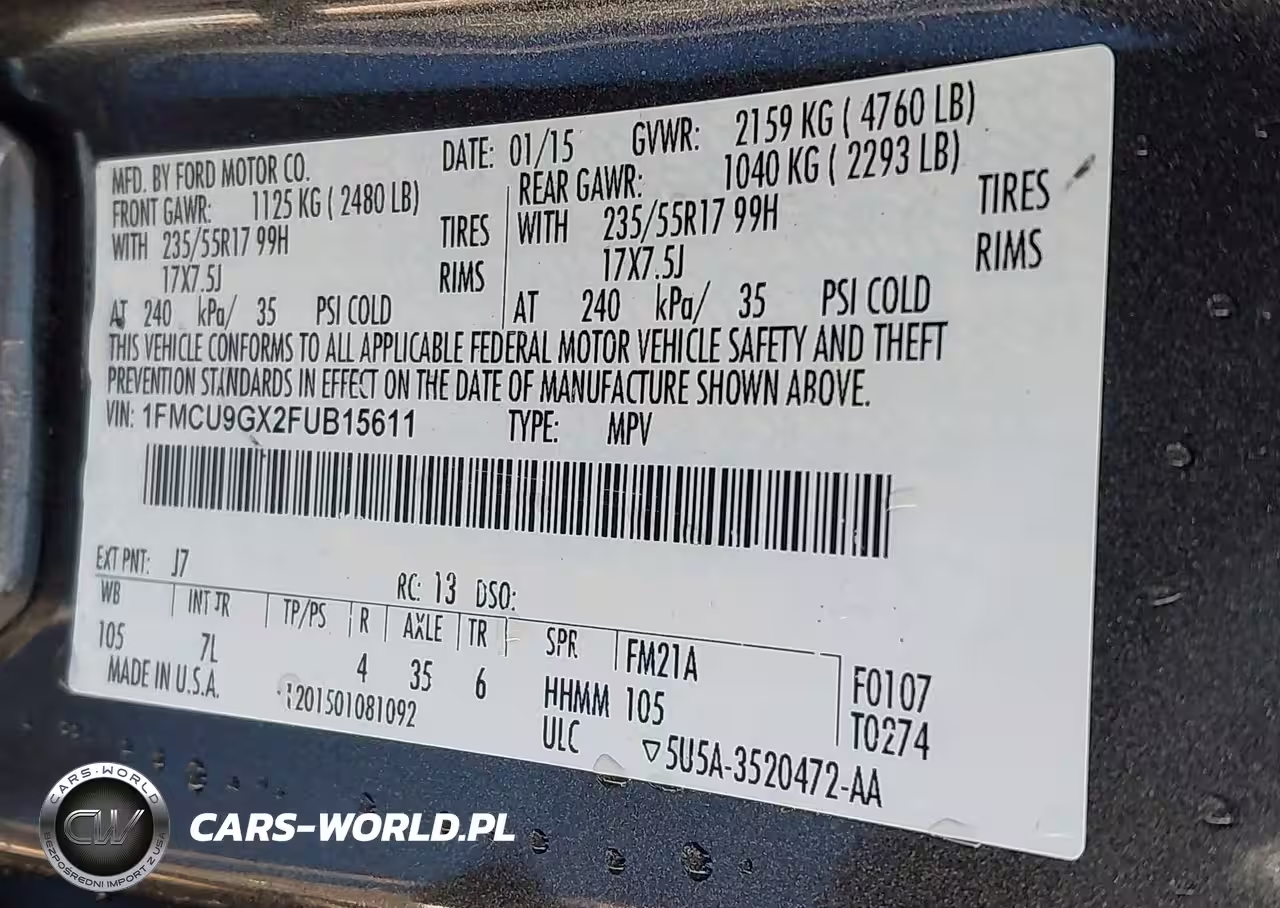 MFD. BY FORD MOTOR CO. DATE: 01/15 GVWR: 2159 KG ( 4760 LB)
FRONT GAWR: 1125 KG ( 2480 LB) REAR GAWR: 1040 KG ( 2293 LB)
WITH 235/55R17 99H TIRES WITH 235/55R17 99H TIRES
17X7.5J RIMS 17X7.5J RIMS
AT 240 kPa/ 35 PSI COLD AT 240 kPa/ 35 PSI COLD
THIS VEHICLE CONFORMS TO ALL APPLICABLE FEDERAL MOTOR VEHICLE SAFETY AND THEFT
PREVENTION STANDARDS IN EFFECT ON THE DATE OF MANUFACTURE SHOWN ABOVE.
VIN: 1FMCU9GX2FUB15611 TYPE: MPV
EXT PNT: J7 RC: 13 DSO:
WB INT TR TP/PS R AXLE TR SPR FM21A F0107
105 7L 4 35 6 HHMM 105 T0274
MADE IN U.S.A. 1201501081092 ULC 5U5A-3520472-AA
CARS-WORLD
CW
BEZPOŚREDNI IMPORT Z USA
CARS-WORLD.PL